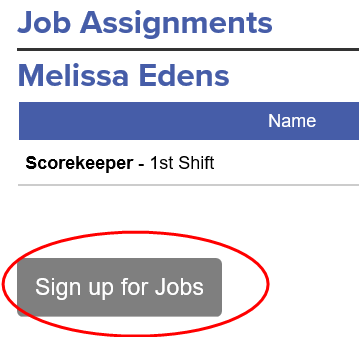 Job Assignments
Melissa Edens
Name
Scorekeeper - 1st Shift
Sign up for Jobs